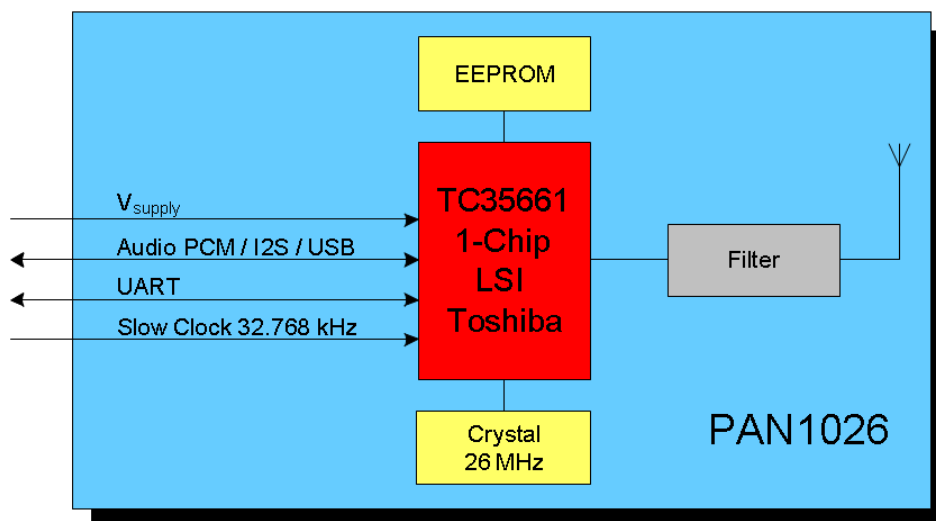 EEPROM
TC35661
1-Chip
LSI
Toshiba
Vsupply
Audio PCM / I2S / USB
UART
Slow Clock 32.768 kHz
Filter
Crystal
26 MHz
PAN1026